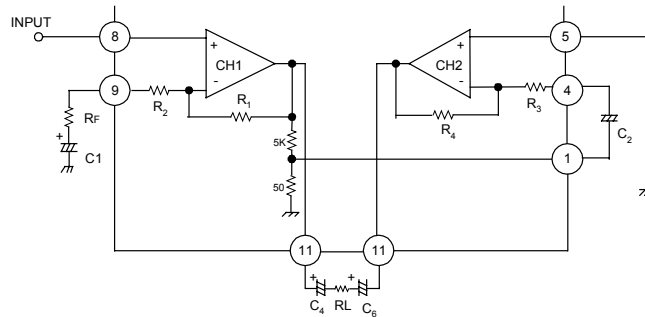 INPUT
8
5
+
+
CH1
CH2
-
-
9
4
R2
R1
R3
R4
RF
+
C1
C2
5K
1
50
11
11
+
+
C4
RL
C6